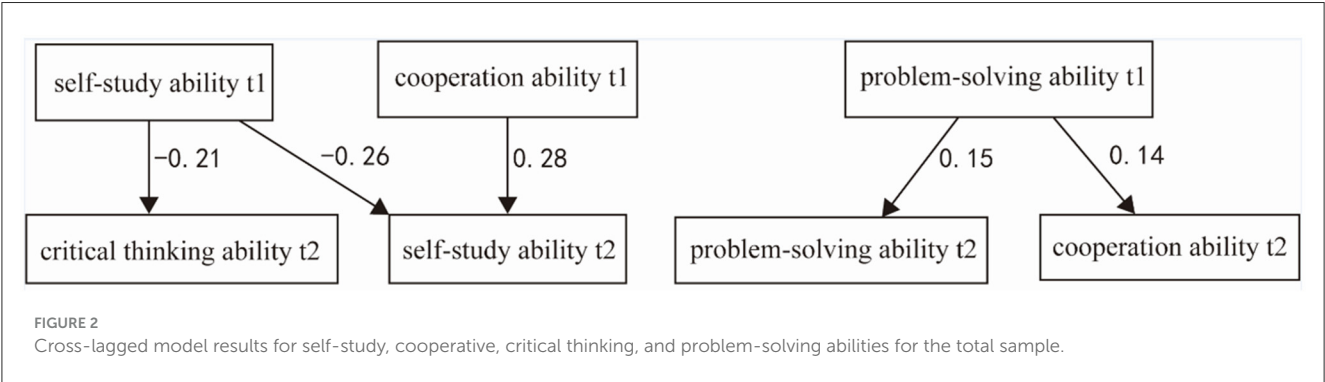 self-study ability t1
cooperation ability t1
problem-solving ability t1
−0. 21
−0. 26
0. 28
0. 15
0. 14
critical thinking ability t2
self-study ability t2
problem-solving ability t2
cooperation ability t2
FIGURE 2
Cross-lagged model results for self-study, cooperative, critical thinking, and problem-solving abilities for the total sample.